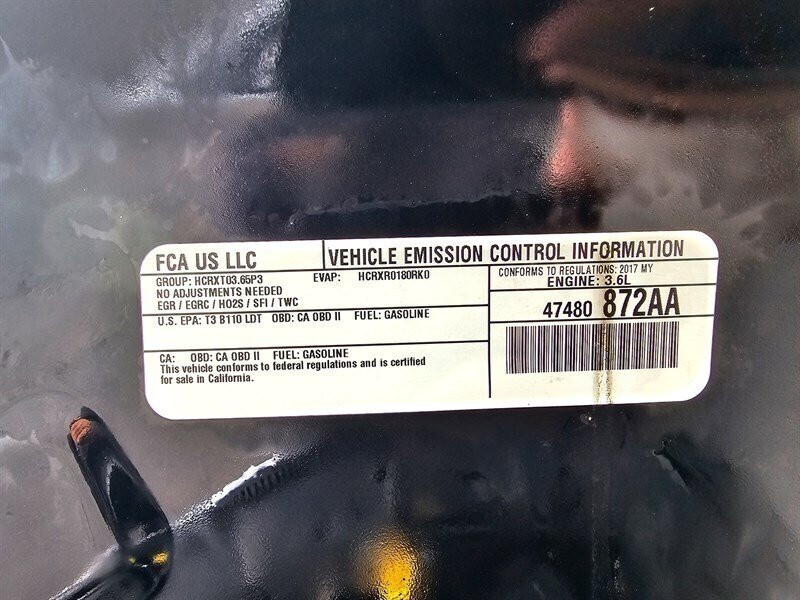 FCA US LLC
VEHICLE EMISSION CONTROL INFORMATION
GROUP: HCRXT03.65P3 EVAP: HCRXR0180RK0
NO ADJUSTMENTS NEEDED
EGR / EGRC / HO2S / SFI / TWC
CONFORMS TO REGULATIONS: 2017 MY
ENGINE: 3.6L
U.S. EPA: T3 B110 LDT OBD: CA OBD II FUEL: GASOLINE
47480 872AA
CA: OBD: CA OBD II FUEL: GASOLINE
This vehicle conforms to federal regulations and is certified
for sale in California.